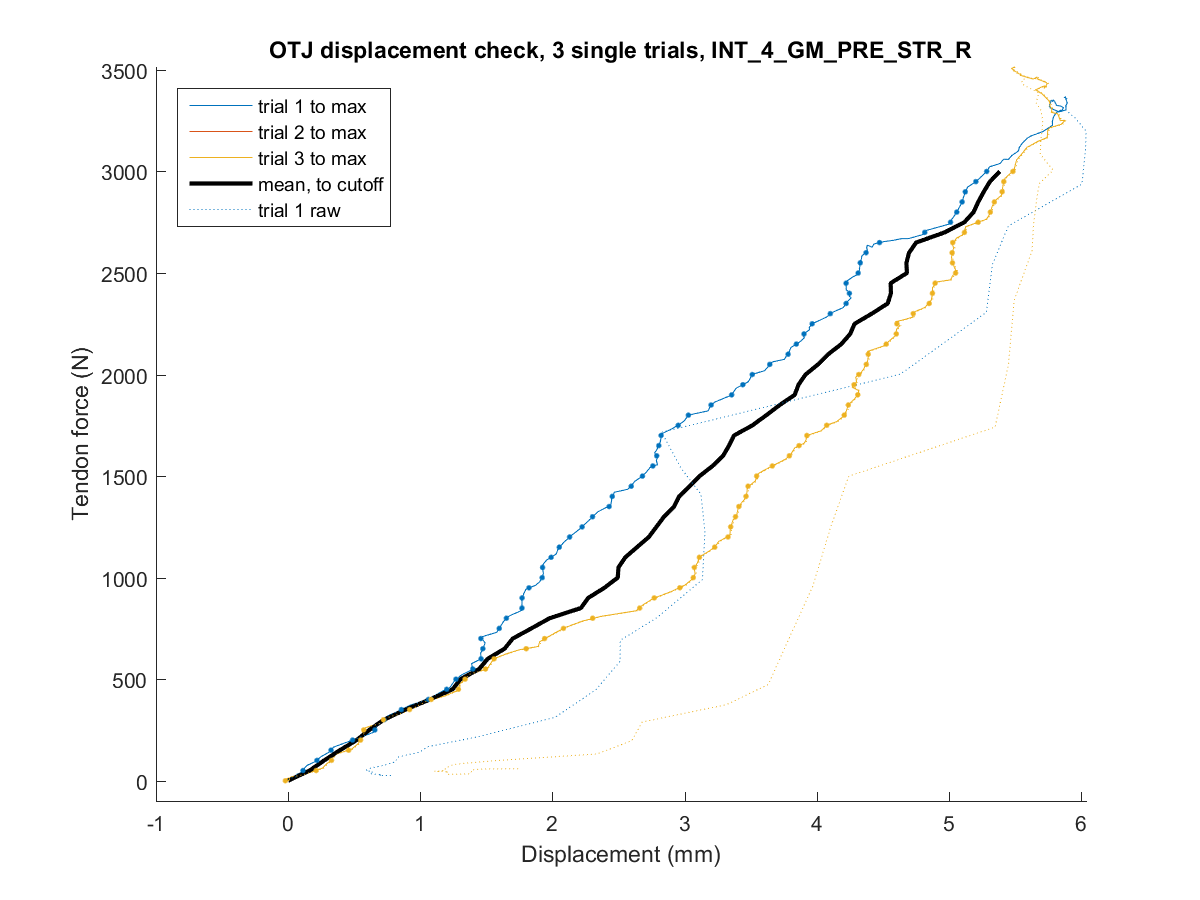 OTJ displacement check, 3 single trials, INT_4_GM_PRE_STR_R
3500
3000
2500
2000
1500
1000
500
0
Tendon force (N)
trial 1 to max
trial 2 to max
trial 3 to max
mean, to cutoff
trial 1 raw
-1 0 1 2 3 4 5 6
Displacement (mm)